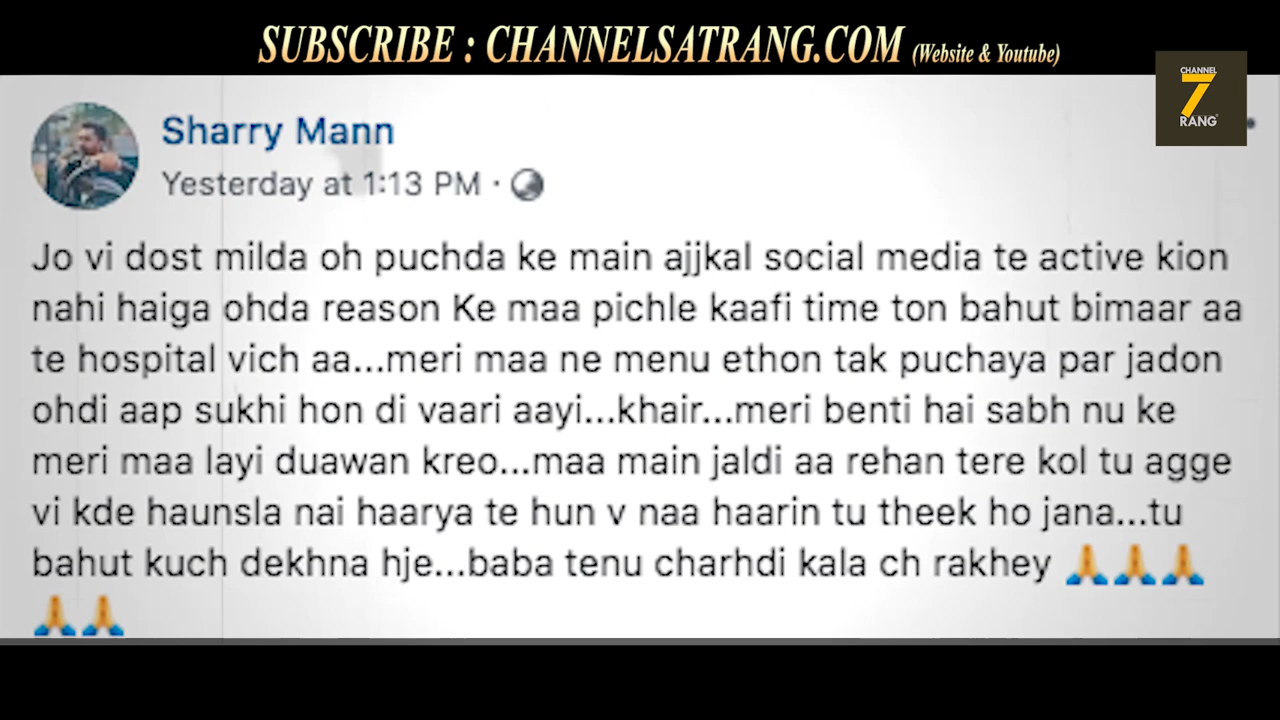 SUBSCRIBE : CHANNELSATRANG.COM (Website & Youtube)
CHANNEL
7
RANG
Sharry Mann
Yesterday at 1:13 PM ·
Jo vi dost milda oh puchda ke main ajjkal social media te active kion
nahi haiga ohda reason Ke maa pichle kaafi time ton bahut bimaar aa
te hospital vich aa...meri maa ne menu ethon tak puchaya par jadon
ohdi aap sukhi hon di vaari aayi...khair...meri benti hai sabh nu ke
meri maa layi duawan kreo...maa main jaldi aa rehan tere kol tu agge
vi kde haunsla nai haarya te hun v naa haarin tu theek ho jana...tu
bahut kuch dekhna hje...baba tenu charhdi kala ch rakhey 🙏🙏🙏
🙏🙏